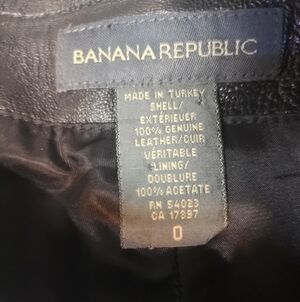 BANANA REPUBLIC
MADE IN TURKEY
SHELL/
EXTÉRIEUER
100% GENUINE
LEATHER/CUIR
VÉRITABLE
LINING/
DOUBLURE
100% ACETATE
RN 54023
CA 17897
0